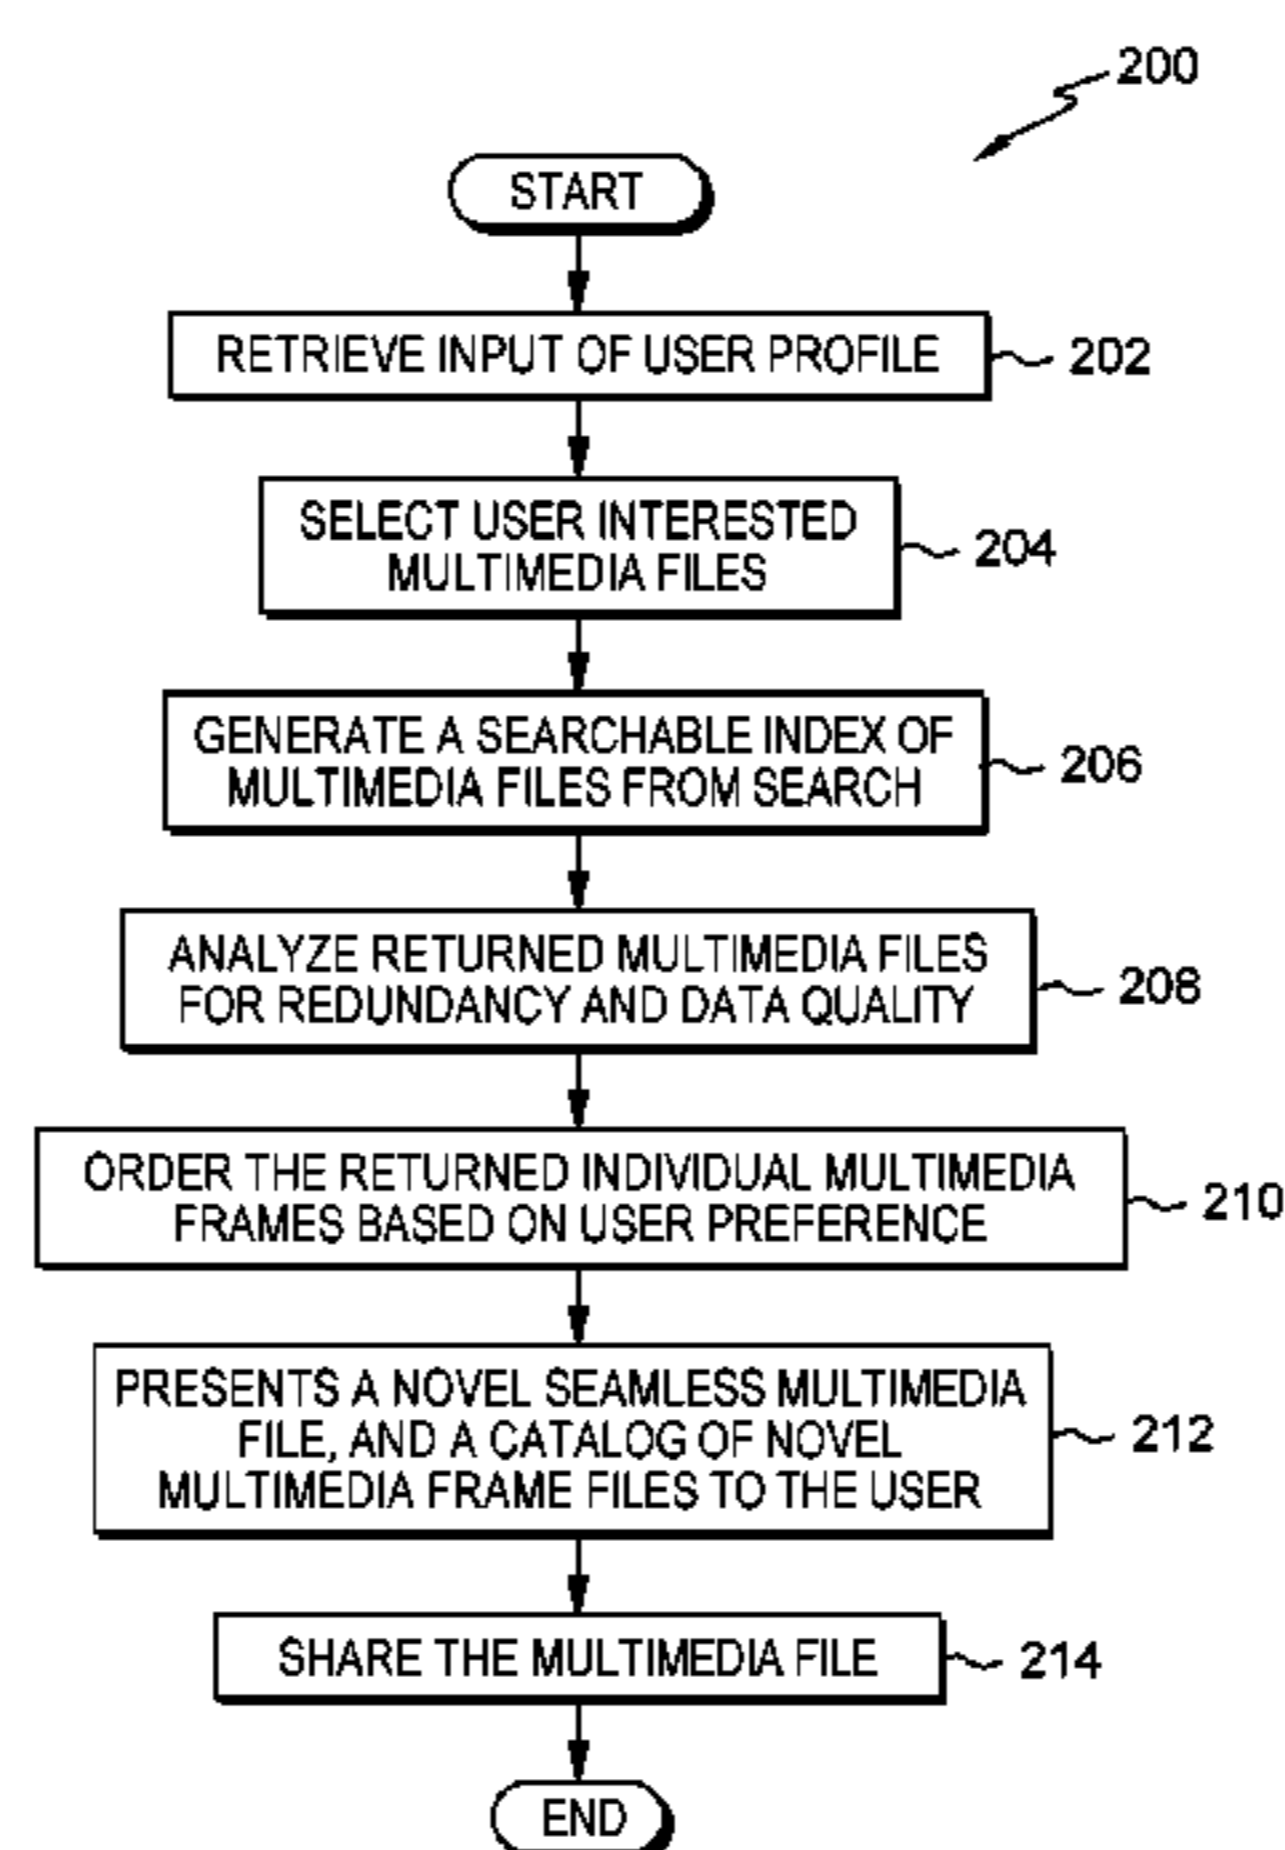 200
START
RETRIEVE INPUT OF USER PROFILE
202
SELECT USER INTERESTED
MULTIMEDIA FILES
204
GENERATE A SEARCHABLE INDEX OF
MULTIMEDIA FILES FROM SEARCH
206
ANALYZE RETURNED MULTIMEDIA FILES
FOR REDUNDANCY AND DATA QUALITY
208
ORDER THE RETURNED INDIVIDUAL MULTIMEDIA
FRAMES BASED ON USER PREFERENCE
210
PRESENTS A NOVEL SEAMLESS MULTIMEDIA
FILE, AND A CATALOG OF NOVEL
MULTIMEDIA FRAME FILES TO THE USER
212
SHARE THE MULTIMEDIA FILE
214
END